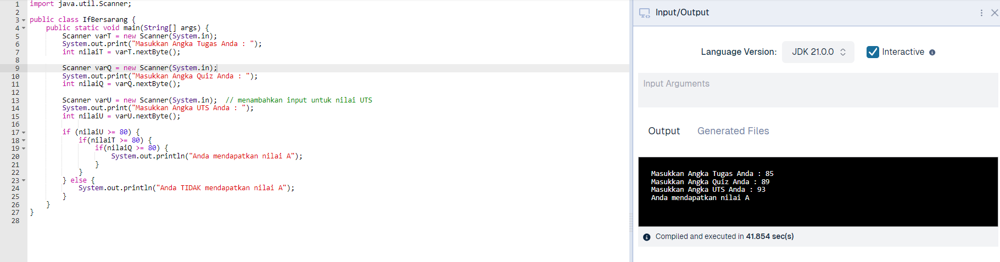 1 import java.util.Scanner;
2
3 public class IfBersarang {
4 public static void main(String[] args) {
5 Scanner varT = new Scanner(System.in);
6 System.out.print("Masukkan Angka Tugas Anda : ");
7 int nilaiT = varT.nextByte();
8
9 Scanner varQ = new Scanner(System.in);
10 System.out.print("Masukkan Angka Quiz Anda : ");
11 int nilaiQ = varQ.nextByte();
12
13 Scanner varU = new Scanner(System.in); // menambahkan input untuk nilai UTS
14 System.out.print("Masukkan Angka UTS Anda : ");
15 int nilaiU = varU.nextByte();
16
17 if (nilaiU >= 80) {
18 if(nilaiT >= 80) {
19 if(nilaiQ >= 80) {
20 System.out.println("Anda mendapatkan nilai A");
21 }
22 }
23 } else {
24 System.out.println("Anda TIDAK mendapatkan nilai A");
25 }
26 }
27 }
28
Input/Output
Language Version: JDK 21.0.0 Interactive
Input Arguments
Output Generated Files
Masukkan Angka Tugas Anda : 85
Masukkan Angka Quiz Anda : 89
Masukkan Angka UTS Anda : 93
Anda mendapatkan nilai A
Compiled and executed in 41.854 sec(s)